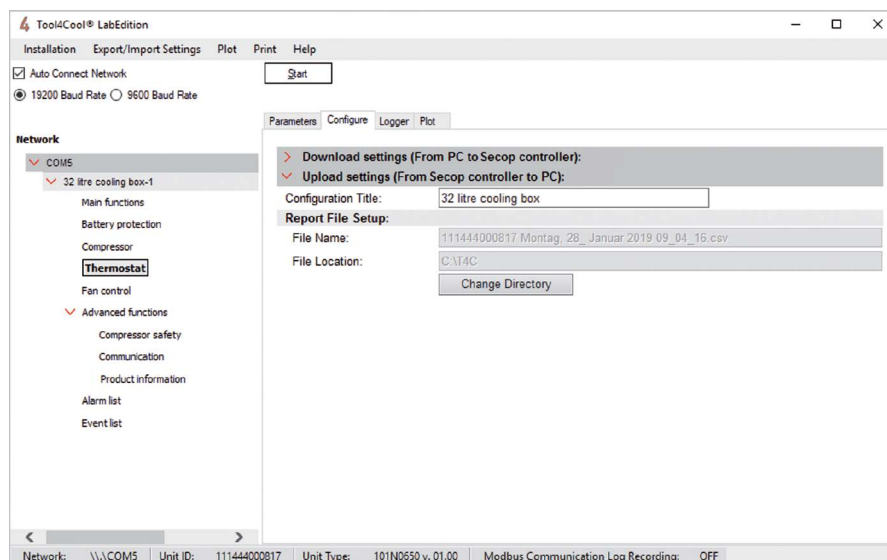 Tool4Cool® LabEdition
Installation Export/Import Settings Plot Print Help
Auto Connect Network
Start
19200 Baud Rate 9600 Baud Rate
Parameters Configure Logger Plot
Network
COM5
32 litre cooling box-1
Main functions
Battery protection
Compressor
Thermostat
Fan control
Advanced functions
Compressor safety
Communication
Product information
Alarm list
Event list
Download settings (From PC to Secop controller):
Upload settings (From Secop controller to PC):
Configuration Title: 32 litre cooling box
Report File Setup:
File Name: 111444000817 Montag, 28_ Januar 2019 09_04_16.csv
File Location: C:\T4C
Change Directory
Network: \\.\COM5 Unit ID: 111444000817 Unit Type: 101N0650 v. 01.00 Modbus Communication Log Recording: OFF